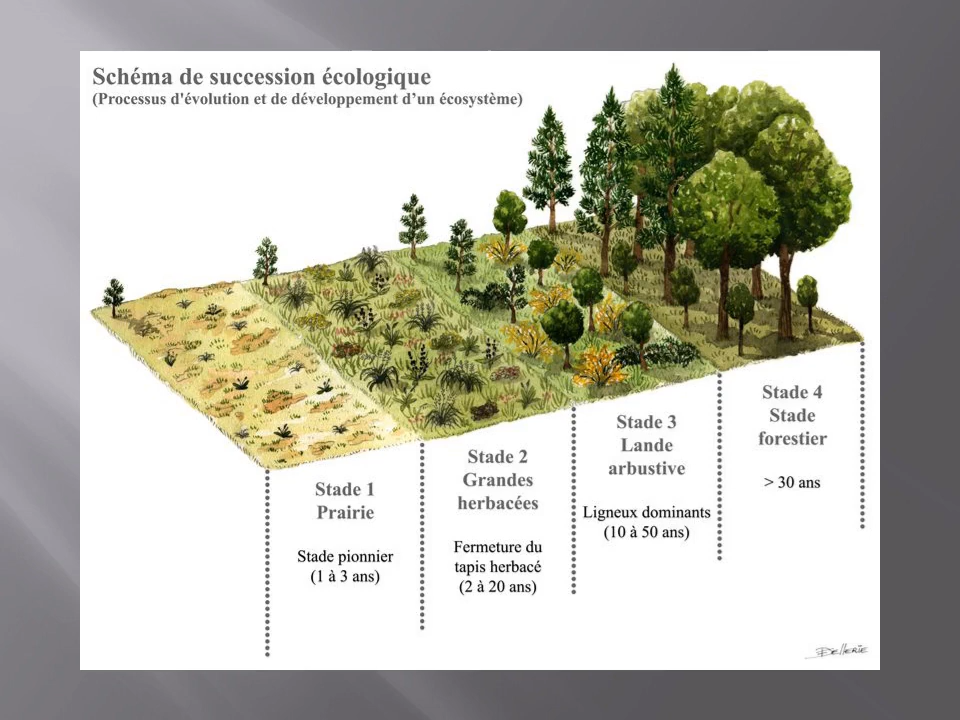 Schéma de succession écologique
(Processus d'évolution et de développement d’un écosystème)
Stade 1
Prairie
Stade pionnier
(1 à 3 ans)
Stade 2
Grandes
herbacées
Fermeture du
tapis herbacé
(2 à 20 ans)
Stade 3
Lande
arbustive
Ligneux dominants
(10 à 50 ans)
Stade 4
Stade
forestier
> 30 ans